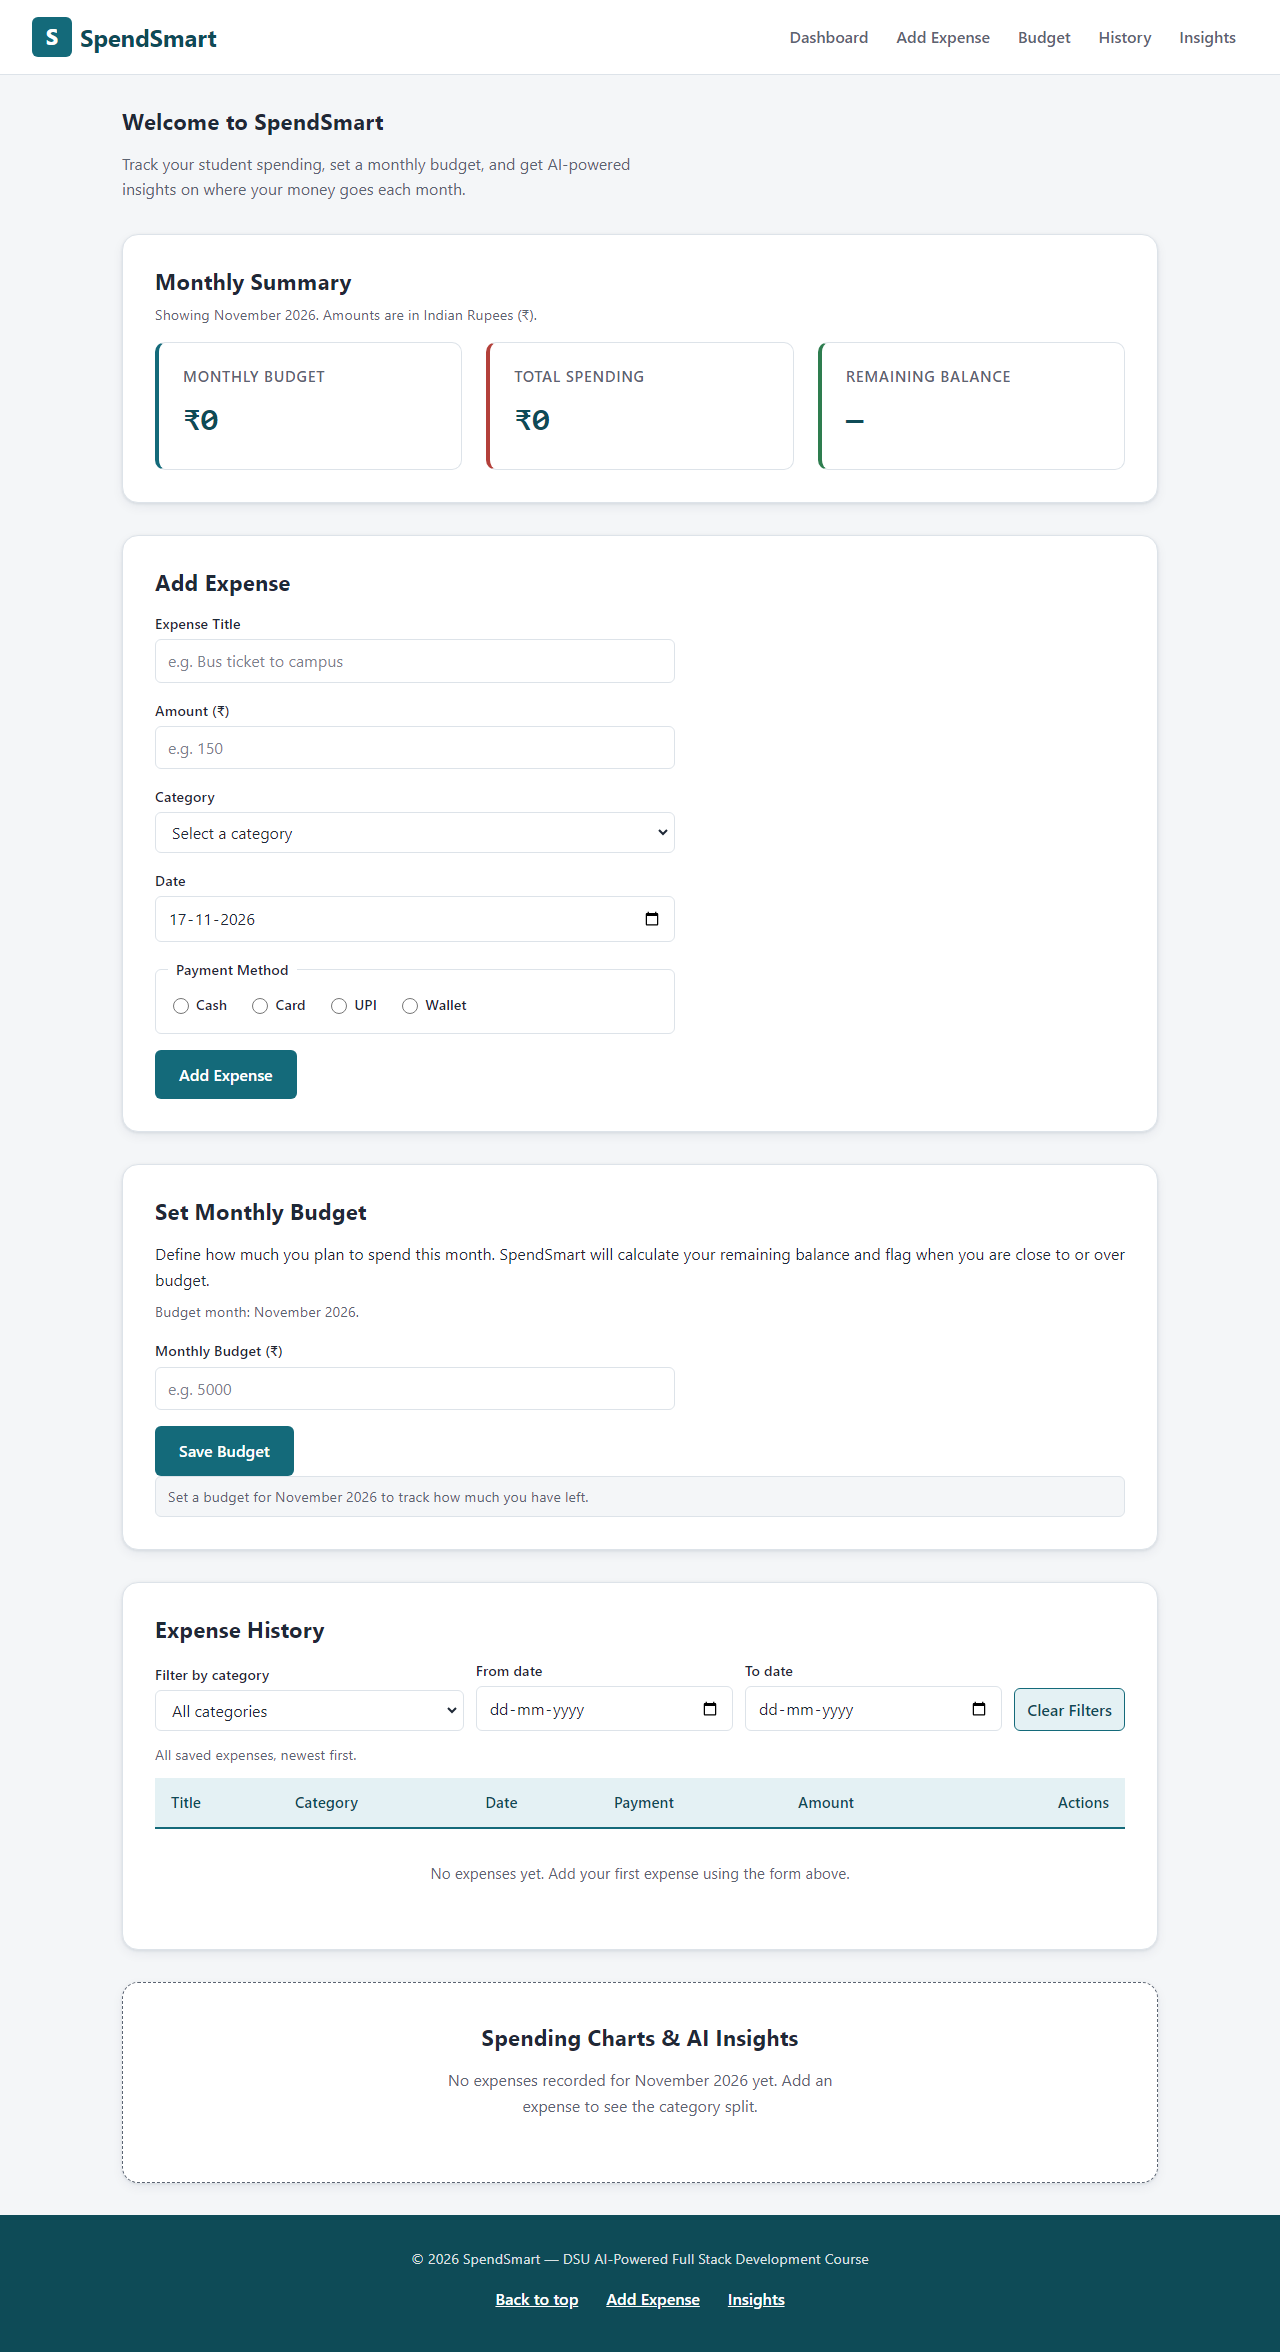 S SpendSmart
Dashboard Add Expense Budget History Insights
Welcome to SpendSmart
Track your student spending, set a monthly budget, and get AI-powered
insights on where your money goes each month.
Monthly Summary
Showing November 2026. Amounts are in Indian Rupees (₹).
MONTHLY BUDGET
₹0
TOTAL SPENDING
₹0
REMAINING BALANCE
—
Add Expense
Expense Title
e.g. Bus ticket to campus
Amount (₹)
e.g. 150
Category
Select a category
Date
17-11-2026
Payment Method
Cash Card UPI Wallet
Add Expense
Set Monthly Budget
Define how much you plan to spend this month. SpendSmart will calculate your remaining balance and flag when you are close to or over
budget.
Budget month: November 2026.
Monthly Budget (₹)
e.g. 5000
Save Budget
Set a budget for November 2026 to track how much you have left.
Expense History
Filter by category
All categories
From date
dd-mm-yyyy
To date
dd-mm-yyyy
Clear Filters
All saved expenses, newest first.
Title Category Date Payment Amount Actions
No expenses yet. Add your first expense using the form above.
Spending Charts & AI Insights
No expenses recorded for November 2026 yet. Add an
expense to see the category split.
© 2026 SpendSmart — DSU AI-Powered Full Stack Development Course
Back to top Add Expense Insights